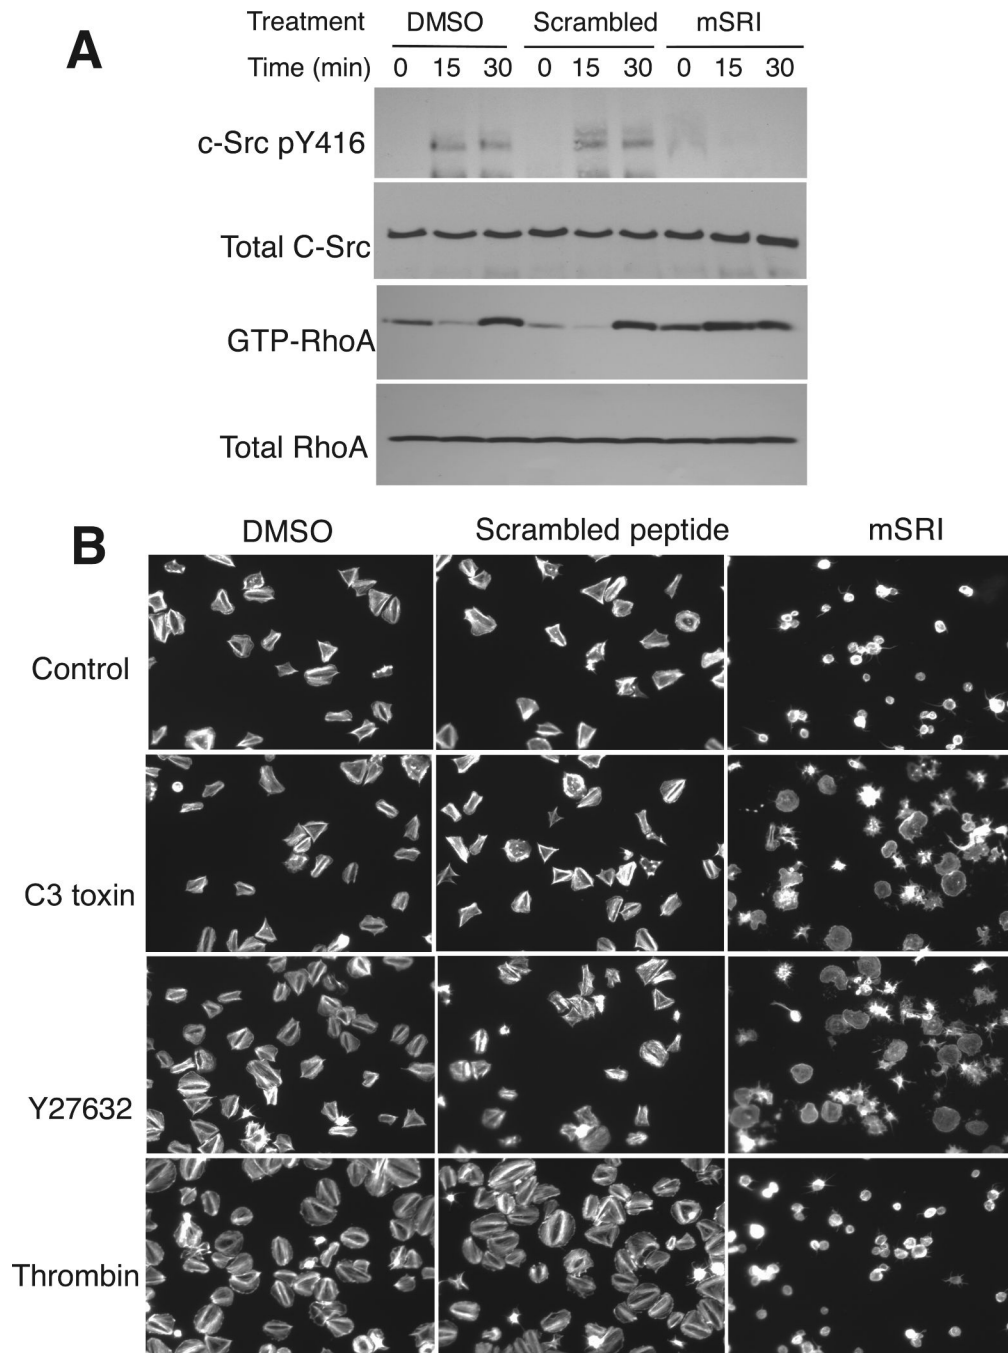 A
Treatment DMSO Scrambled mSRI
Time (min) 0 15 30 0 15 30 0 15 30
c-Src pY416
Total C-Src
GTP-RhoA
Total RhoA
B
DMSO Scrambled peptide mSRI
Control
C3 toxin
Y27632
Thrombin